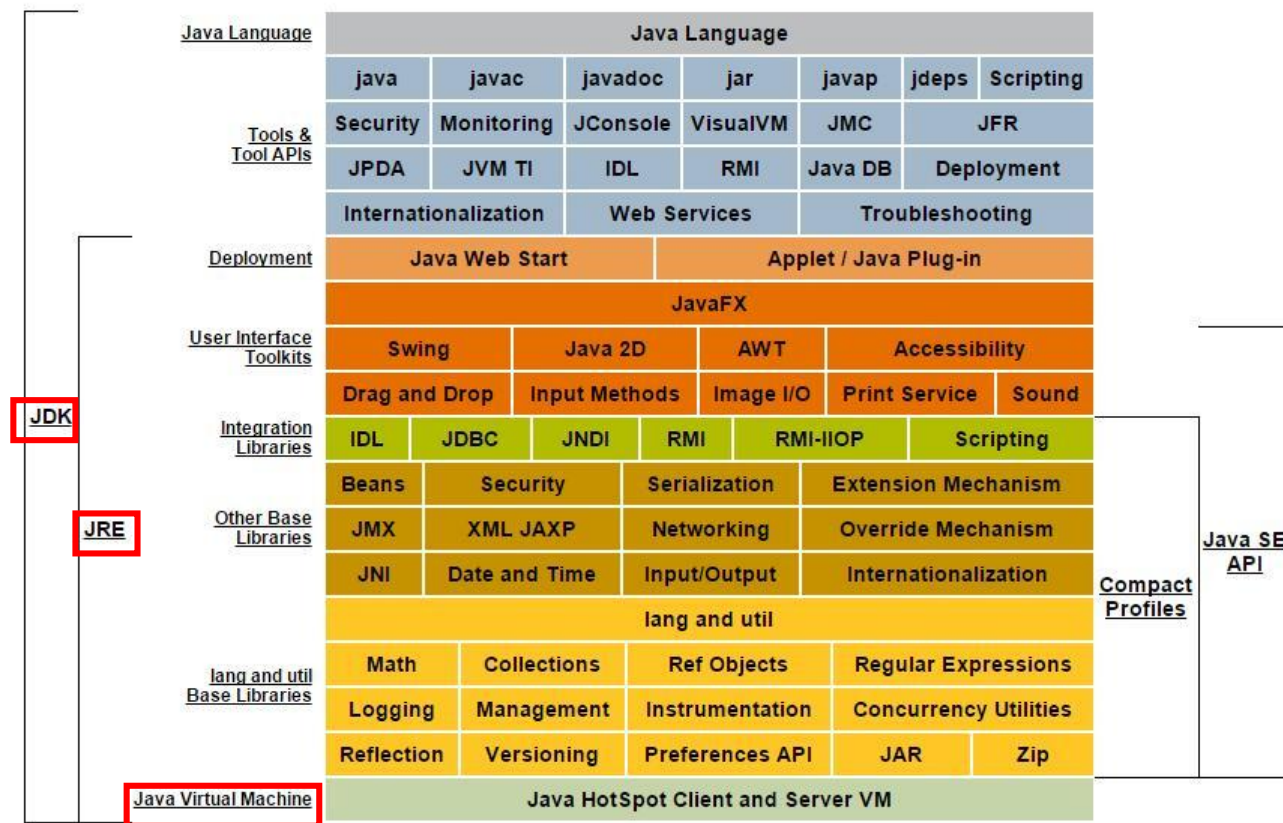 Java Language
Java Language
java javac javadoc jar javap jdeps Scripting
Tools &
Tool APIs
Security Monitoring JConsole VisualVM JMC JFR
JPDA JVM TI IDL RMI Java DB Deployment
Internationalization Web Services Troubleshooting
Deployment
Java Web Start Applet / Java Plug-in
JavaFX
User Interface
Toolkits
Swing Java 2D AWT Accessibility
Drag and Drop Input Methods Image I/O Print Service Sound
JDK
Integration
Libraries
IDL JDBC JNDI RMI RMI-IIOP Scripting
Beans Security Serialization Extension Mechanism
JRE
Other Base
Libraries
JMX XML JAXP Networking Override Mechanism
Java SE
API
JNI Date and Time Input/Output Internationalization
Compact
Profiles
lang and util
lang and util
Base Libraries
Math Collections Ref Objects Regular Expressions
Logging Management Instrumentation Concurrency Utilities
Reflection Versioning Preferences API JAR Zip
Java Virtual Machine
Java HotSpot Client and Server VM